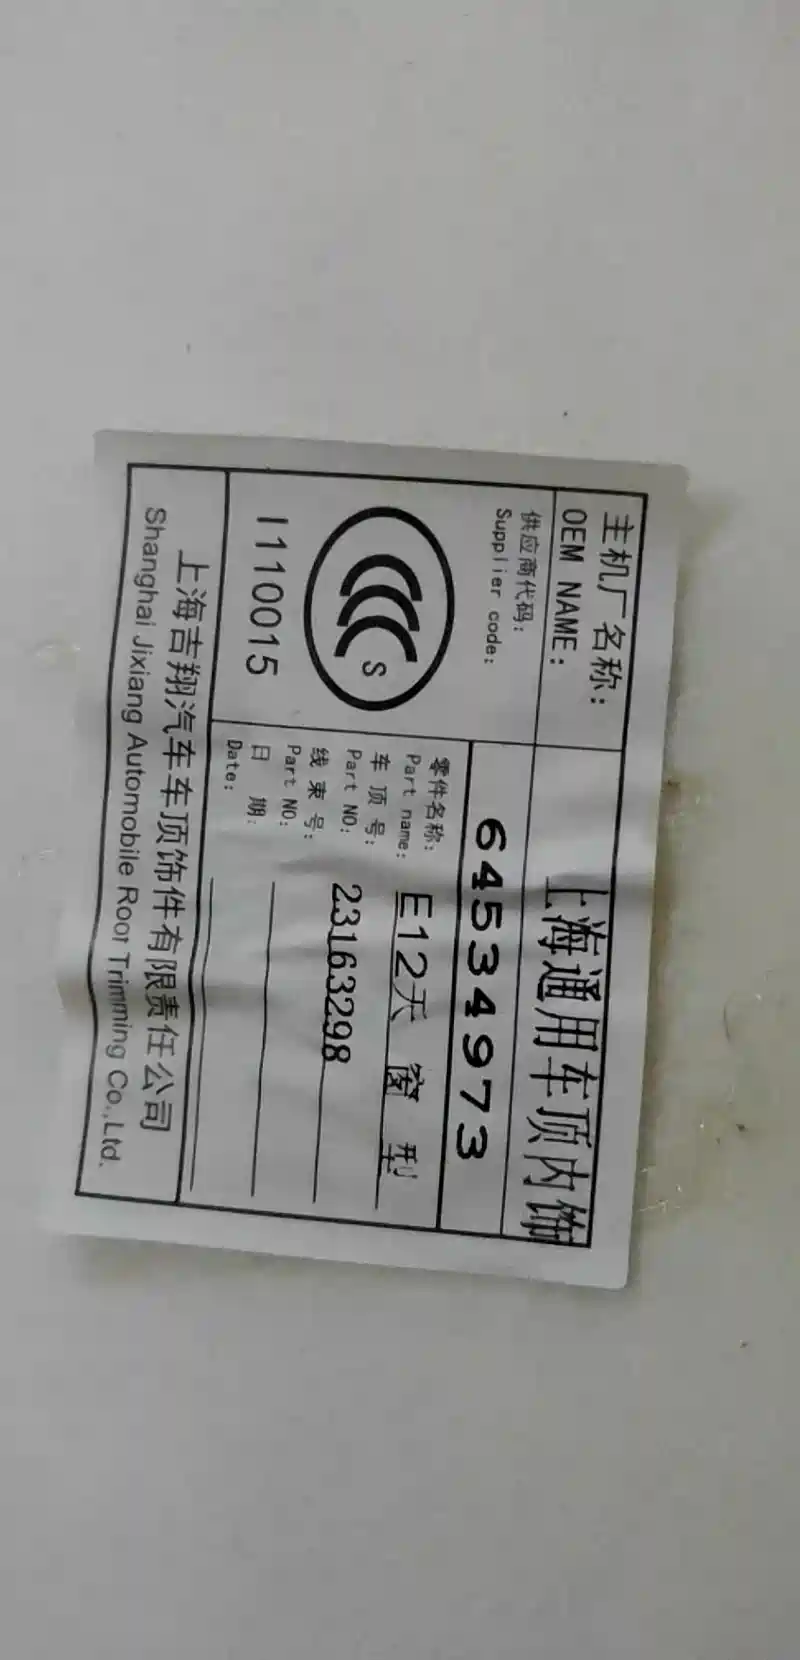 主机厂名称:
OEM NAME:
上海通用车顶内饰
供应商代码:
Supplier code:
64534973
S
I110015
零件名称:
Part name:
E12天窗型
车顶号:
Part NO:
23163298
线束号:
Part NO:
日 期:
Date:
上海吉翔汽车车顶饰件有限责任公司
Shanghai Jixiang Automobile Roor Trimming Co.,Ltd.